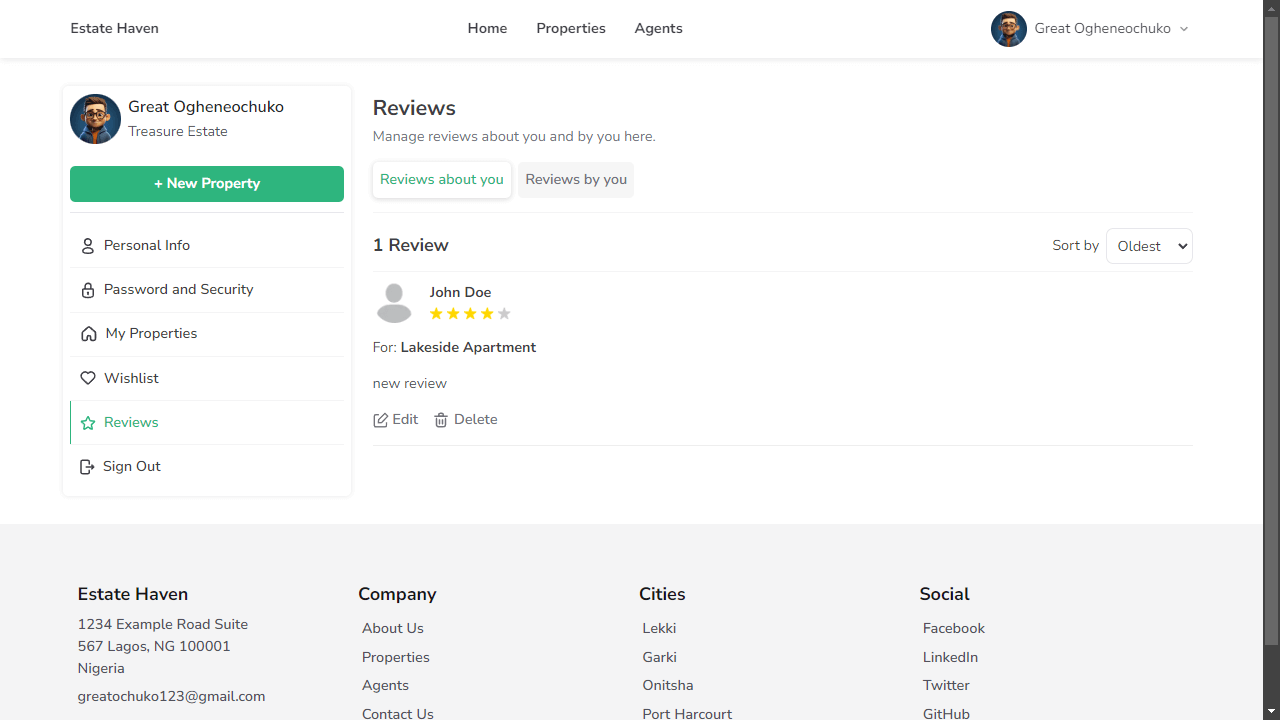 Estate Haven Home Properties Agents Great Ogheneochuko
Great Ogheneochuko
Treasure Estate
+ New Property
Personal Info
Password and Security
My Properties
Wishlist
Reviews
Sign Out
Reviews
Manage reviews about you and by you here.
Reviews about you Reviews by you
1 Review Sort by Oldest
John Doe
For: Lakeside Apartment
new review
Edit Delete
Estate Haven
1234 Example Road Suite
567 Lagos, NG 100001
Nigeria
greatochuko123@gmail.com
Company
About Us
Properties
Agents
Contact Us
Cities
Lekki
Garki
Onitsha
Port Harcourt
Social
Facebook
LinkedIn
Twitter
GitHub